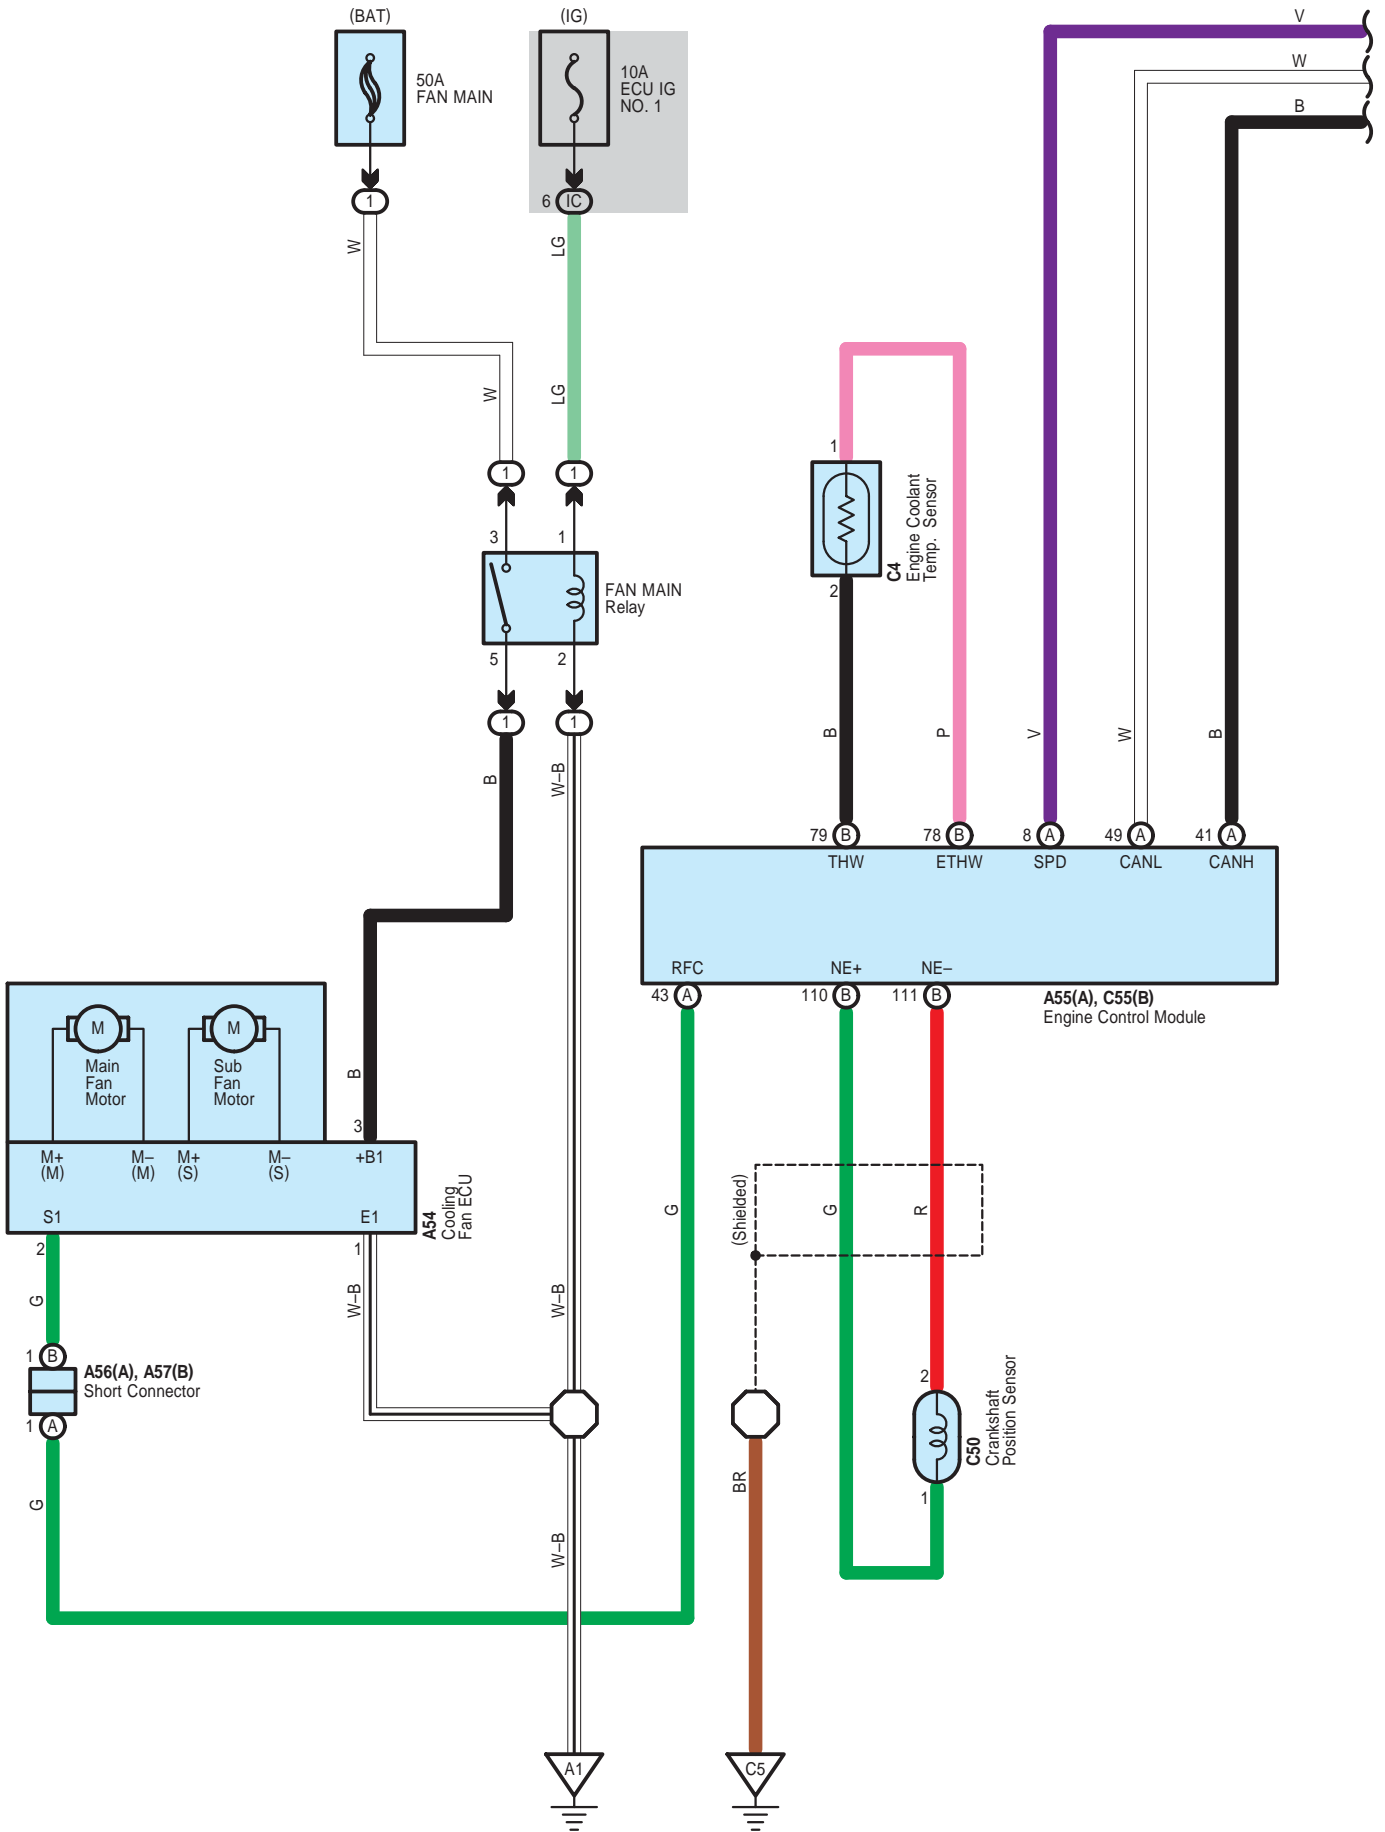 (BAT)
(IG)
V
50A
FAN MAIN
10A
ECU IG
NO. 1
W
B
1
6
IC
W
LG
W
LG
1
1
1
3
1
C4
Engine Coolant
Temp. Sensor
FAN MAIN
Relay
2
5
2
1
1
B
W–B
B
P
V
W
B
79
B
78
B
8
A
49
A
41
A
THW
ETHW
SPD
CANL
CANH
RFC
NE+
NE–
43
A
110
B
111
B
A55(A), C55(B)
Engine Control Module
M
M
Main
Fan
Motor
Sub
Fan
Motor
B
3
M+
(M)
M–
(M)
M+
(S)
M–
(S)
+B1
S1
E1
A54
Cooling
Fan ECU
2
1
G
(Shielded)
G
R
G
W–B
W–B
1
B
A56(A), A57(B)
Short Connector
1
A
2
C50
Crankshaft
Position Sensor
1
G
BR
W–B
A1
C5